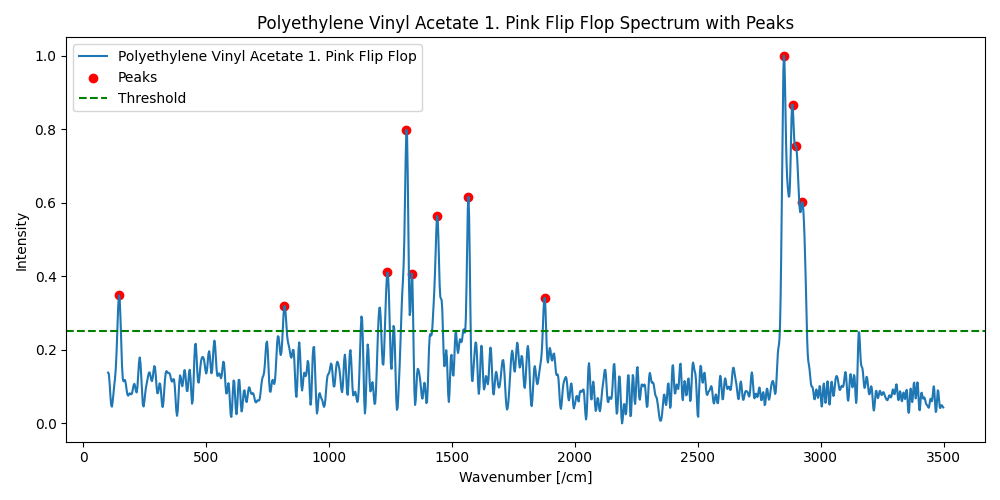 Polyethylene Vinyl Acetate 1. Pink Flip Flop Spectrum with Peaks
Polyethylene Vinyl Acetate 1. Pink Flip Flop
Peaks
Threshold
1.0
0.8
0.6
0.4
0.2
0.0
Intensity
0 500 1000 1500 2000 2500 3000 3500
Wavenumber [/cm]